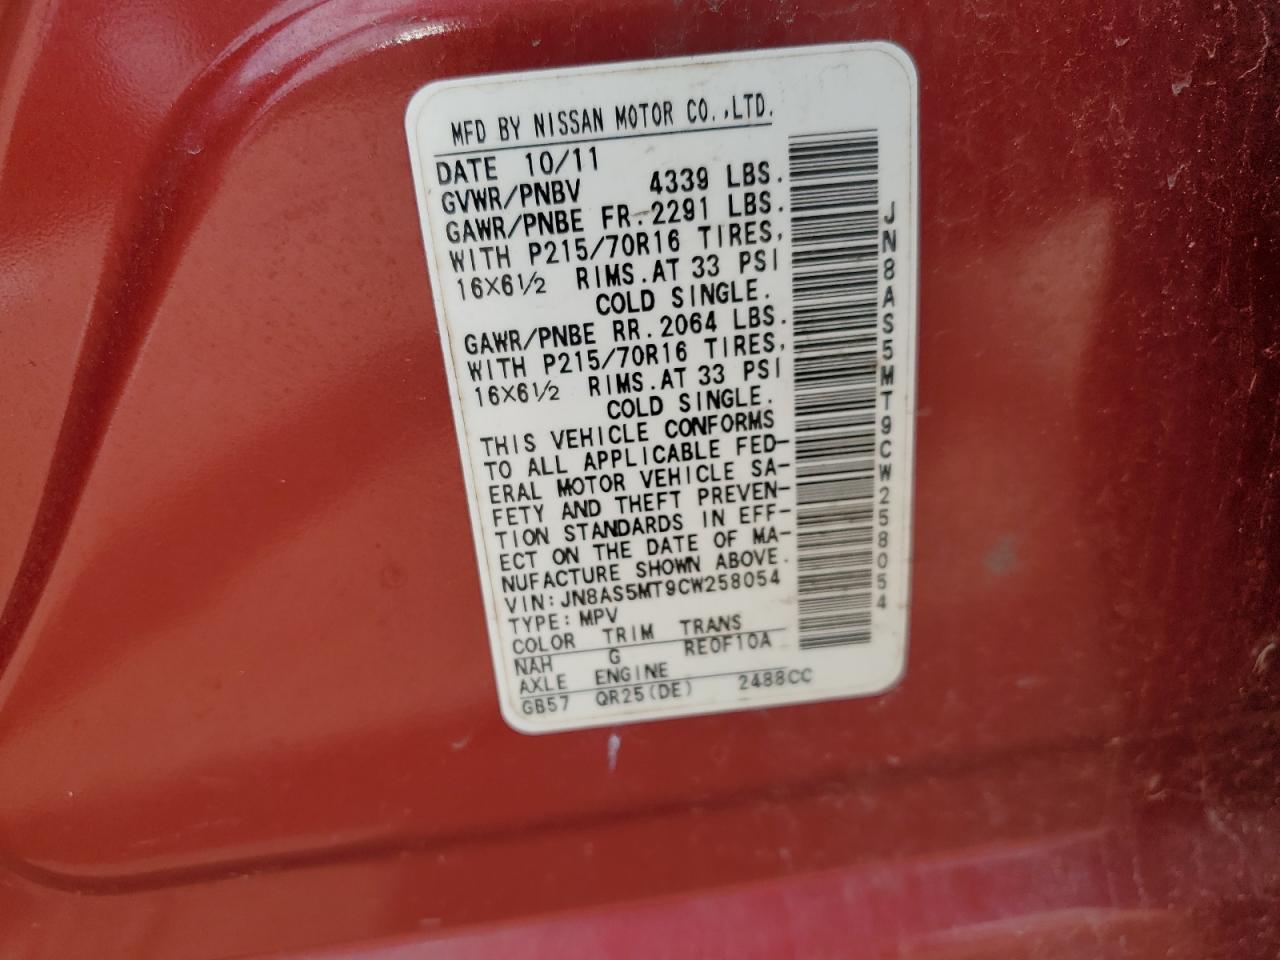 MFD BY NISSAN MOTOR CO.,LTD.
DATE 10/11
GVWR/PNBV 4339 LBS.
GAWR/PNBE FR. 2291 LBS.
WITH P215/70R16 TIRES,
16X6½ RIMS. AT 33 PSI
COLD SINGLE.
GAWR/PNBE RR. 2064 LBS.
WITH P215/70R16 TIRES,
16X6½ RIMS. AT 33 PSI
COLD SINGLE.
THIS VEHICLE CONFORMS
TO ALL APPLICABLE FED-
ERAL MOTOR VEHICLE SA-
FETY AND THEFT PREVEN-
TION STANDARDS IN EFF-
ECT ON THE DATE OF MA-
NUFACTURE SHOWN ABOVE.
VIN: JN8AS5MT9CW258054
TYPE: MPV
COLOR TRIM TRANS
NAH G RE0F10A
AXLE ENGINE
GB57 QR25(DE) 2488CC
JN8AS5MT9CW258054